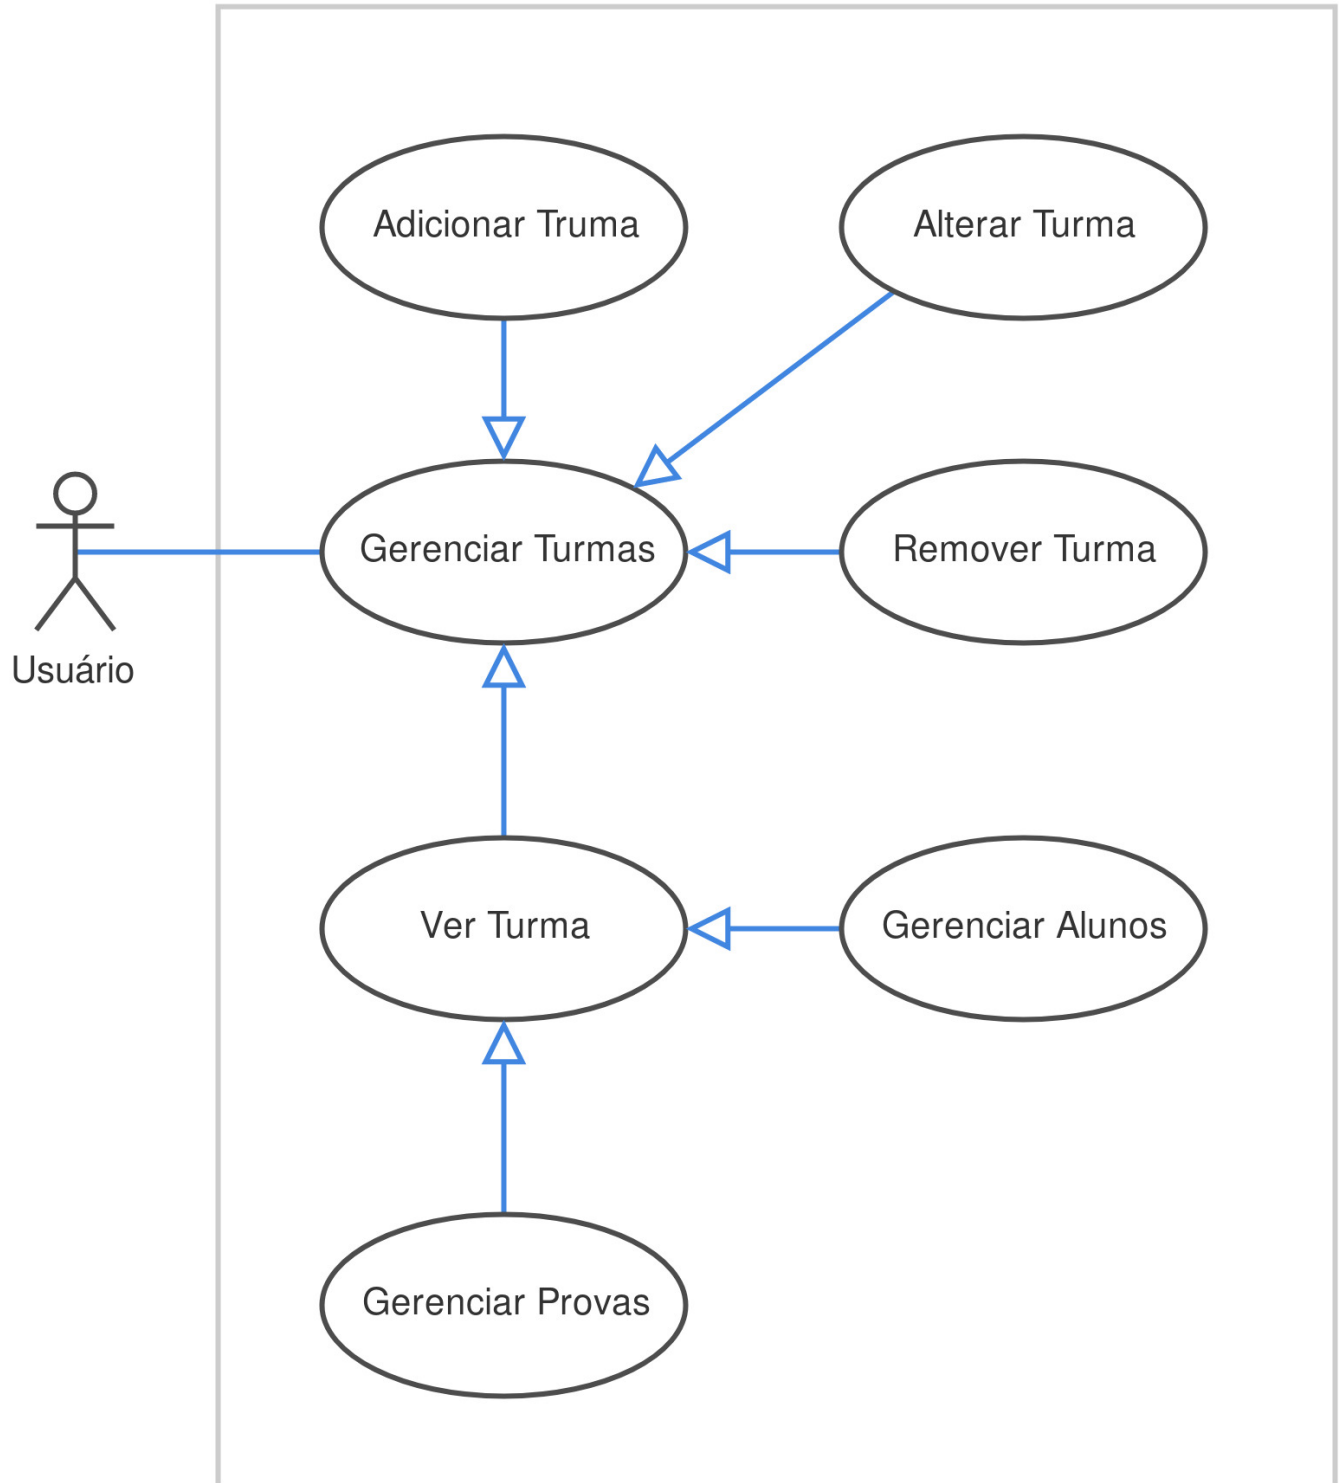 Adicionar Truma
Alterar Turma
Gerenciar Turmas
Remover Turma
Usuário
Ver Turma
Gerenciar Alunos
Gerenciar Provas